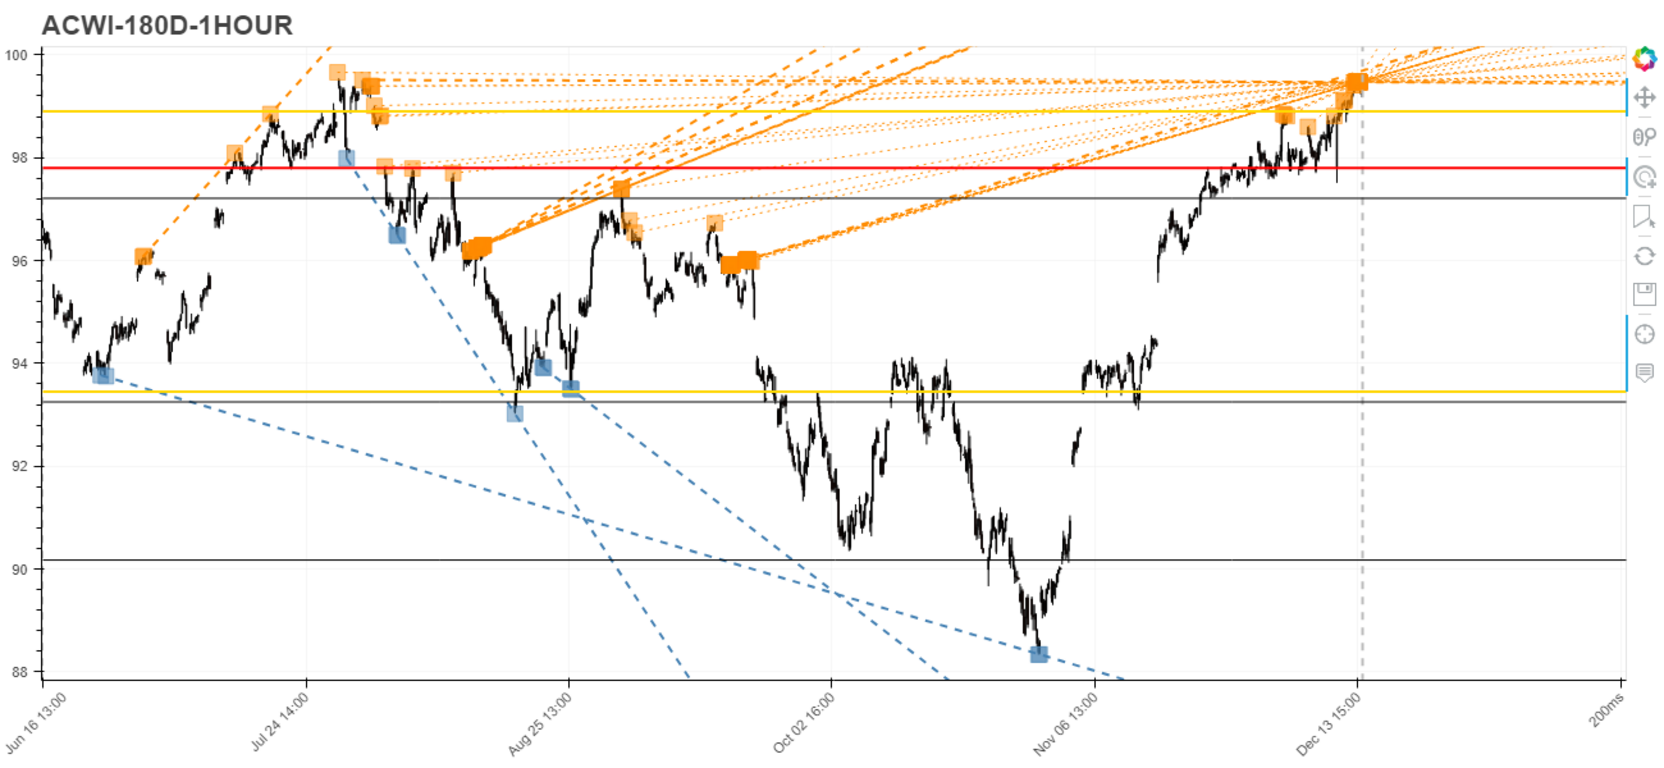 ACWI-180D-1HOUR
100
98
96
94
92
90
88
Jun 16 13:00
Jul 24 14:00
Aug 25 13:00
Oct 02 16:00
Nov 06 13:00
Dec 13 15:00
200ms